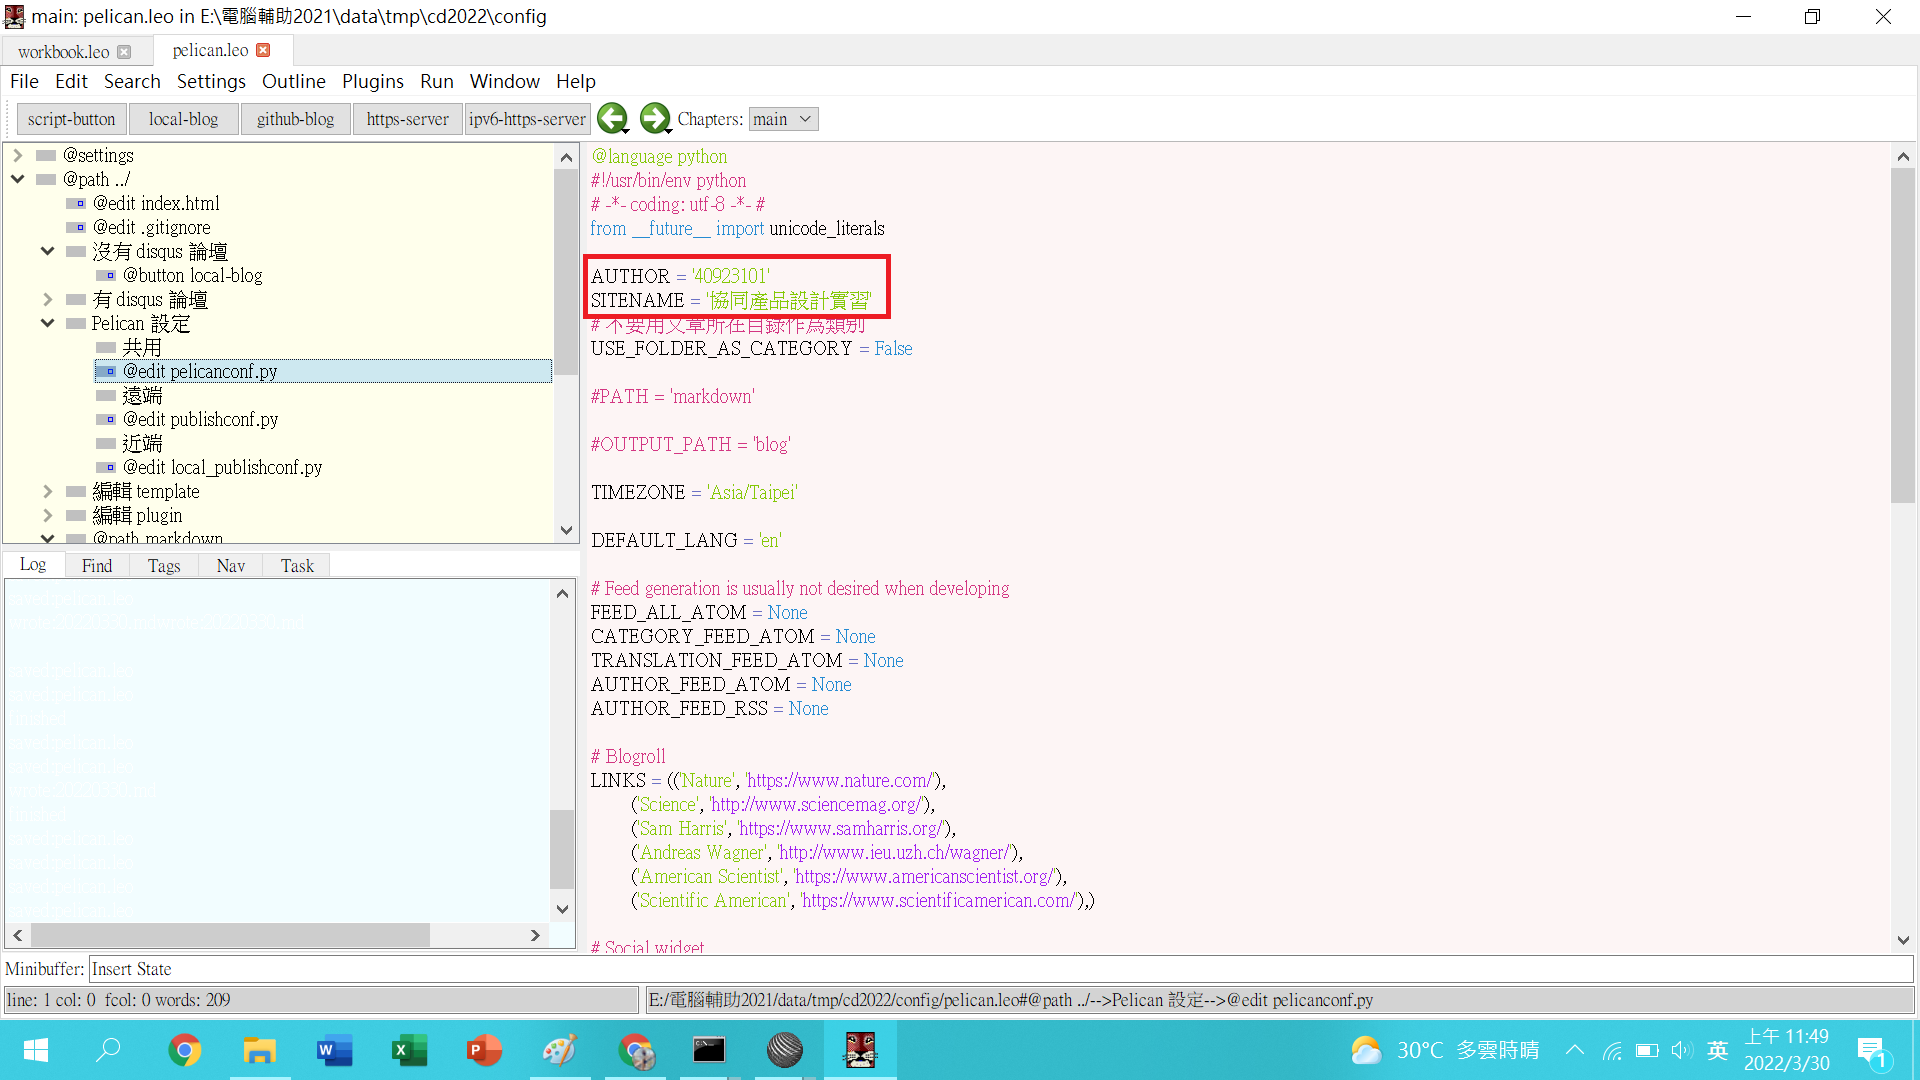 main: pelican.leo in E:\電腦輔助2021\data\tmp\cd2022\config
workbook.leo
pelican.leo
File Edit Search Settings Outline Plugins Run Window Help
script-button local-blog github-blog https-server ipv6-https-server Chapters: main
@settings
@path ../
@edit index.html
@edit .gitignore
沒有 disqus 論壇
@button local-blog
有 disqus 論壇
Pelican 設定
共用
@edit pelicanconf.py
遠端
@edit publishconf.py
近端
@edit local_publishconf.py
編輯 template
編輯 plugin
@path markdown
@language python
#!/usr/bin/env python
# -*- coding: utf-8 -*- #
from __future__ import unicode_literals
AUTHOR = '40923101'
SITENAME = '協同產品設計實習'
# 不要用文章所在目錄作為類別
USE_FOLDER_AS_CATEGORY = False
#PATH = 'markdown'
#OUTPUT_PATH = 'blog'
TIMEZONE = 'Asia/Taipei'
DEFAULT_LANG = 'en'
# Feed generation is usually not desired when developing
FEED_ALL_ATOM = None
CATEGORY_FEED_ATOM = None
TRANSLATION_FEED_ATOM = None
AUTHOR_FEED_ATOM = None
AUTHOR_FEED_RSS = None
# Blogroll
LINKS = (('Nature', 'https://www.nature.com/'),
('Science', 'http://www.sciencemag.org/'),
('Sam Harris', 'https://www.samharris.org/'),
('Andreas Wagner', 'http://www.ieu.uzh.ch/wagner/'),
('American Scientist', 'https://www.americanscientist.org/'),
('Scientific American', 'https://www.scientificamerican.com/'),)
# Social widget
Log Find Tags Nav Task
Minibuffer: Insert State
line: 1 col: 0 fcol: 0 words: 209
E:/電腦輔助2021/data/tmp/cd2022/config/pelican.leo#@path ../-->Pelican 設定-->@edit pelicanconf.py
30°C 多雲時晴
英
上午 11:49
2022/3/30
1